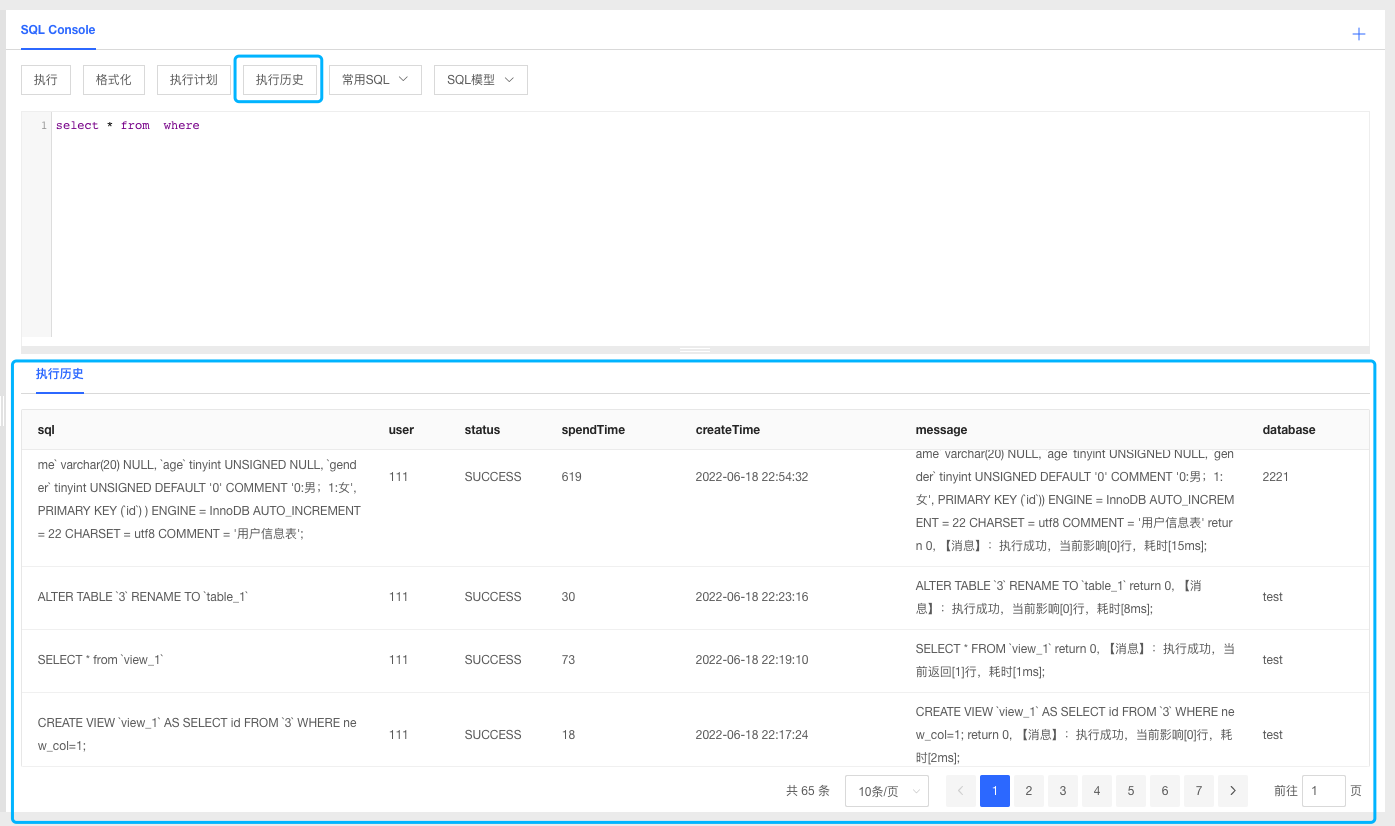 SQL Console
执行 格式化 执行计划 执行历史 常用SQL SQL模型
1 select * from  where
执行历史
sql user status spendTime createTime message database
me` varchar(20) NULL, `age` tinyint UNSIGNED NULL, `gend
er` tinyint UNSIGNED DEFAULT '0' COMMENT '0:男；1:女',
PRIMARY KEY (`id`) ) ENGINE = InnoDB AUTO_INCREMENT
= 22 CHARSET = utf8 COMMENT = '用户信息表';
111
SUCCESS
619
2022-06-18 22:54:32
ame` varchar(20) NULL, `age` tinyint UNSIGNED NULL, `gen
der` tinyint UNSIGNED DEFAULT '0' COMMENT '0:男；1:
女', PRIMARY KEY (`id`)) ENGINE = InnoDB AUTO_INCREM
ENT = 22 CHARSET = utf8 COMMENT = '用户信息表' retur
n 0, 【消息】：执行成功，当前影响[0]行，耗时[15ms];
2221
ALTER TABLE `3` RENAME TO `table_1`
111
SUCCESS
30
2022-06-18 22:23:16
ALTER TABLE `3` RENAME TO `table_1` return 0, 【消
息】：执行成功，当前影响[0]行，耗时[8ms];
test
SELECT * from `view_1`
111
SUCCESS
73
2022-06-18 22:19:10
SELECT * FROM `view_1` return 0, 【消息】：执行成功，当
前返回[1]行，耗时[1ms];
test
CREATE VIEW `view_1` AS SELECT id FROM `3` WHERE ne
w_col=1;
111
SUCCESS
18
2022-06-18 22:17:24
CREATE VIEW `view_1` AS SELECT id FROM `3` WHERE ne
w_col=1; return 0, 【消息】：执行成功，当前影响[0]行，耗
时[2ms];
test
共 65 条 10条/页 1 2 3 4 5 6 7 前往 1 页